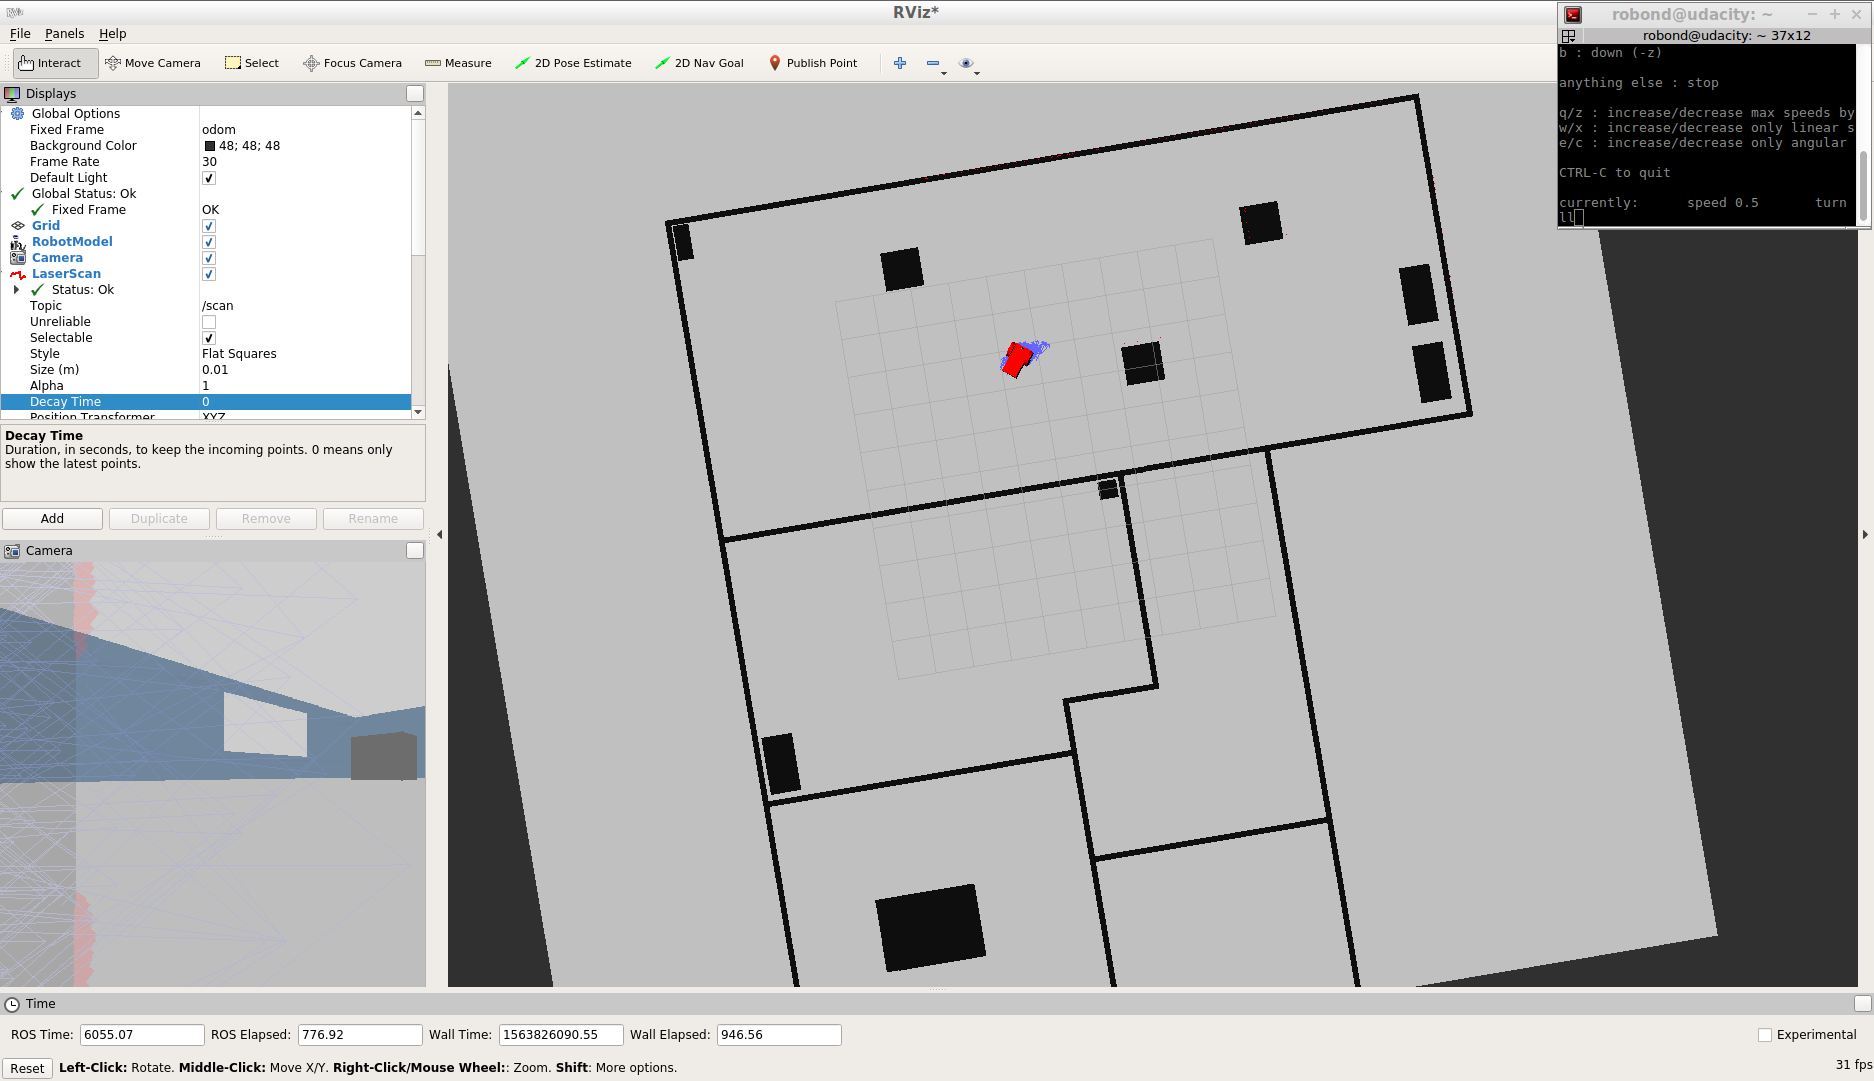 RViz*
File Panels Help
Interact Move Camera Select Focus Camera Measure 2D Pose Estimate 2D Nav Goal Publish Point
robond@udacity: ~
robond@udacity: ~ 37x12
b : down (-z)
anything else : stop
q/z : increase/decrease max speeds by
w/x : increase/decrease only linear s
e/c : increase/decrease only angular
CTRL-C to quit
currently: speed 0.5 turn
ll
Displays
Global Options
Fixed Frame odom
Background Color 48; 48; 48
Frame Rate 30
Default Light
Global Status: Ok
Fixed Frame OK
Grid
RobotModel
Camera
LaserScan
Status: Ok
Topic /scan
Unreliable
Selectable
Style Flat Squares
Size (m) 0.01
Alpha 1
Decay Time 0
Position Transformer XYZ
Decay Time
Duration, in seconds, to keep the incoming points. 0 means only
show the latest points.
Add Duplicate Remove Rename
Camera
Time
ROS Time: 6055.07 ROS Elapsed: 776.92 Wall Time: 1563826090.55 Wall Elapsed: 946.56 Experimental
Reset Left-Click: Rotate. Middle-Click: Move X/Y. Right-Click/Mouse Wheel:: Zoom. Shift: More options. 31 fps